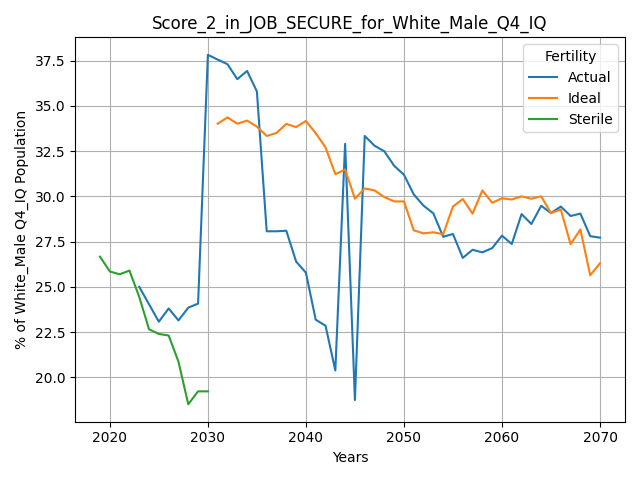 Score_2_in_JOB_SECURE_for_White_Male_Q4_IQ
% of White_Male Q4_IQ Population
37.5
35.0
32.5
30.0
27.5
25.0
22.5
20.0
Fertility
Actual
Ideal
Sterile
2020 2030 2040 2050 2060 2070
Years